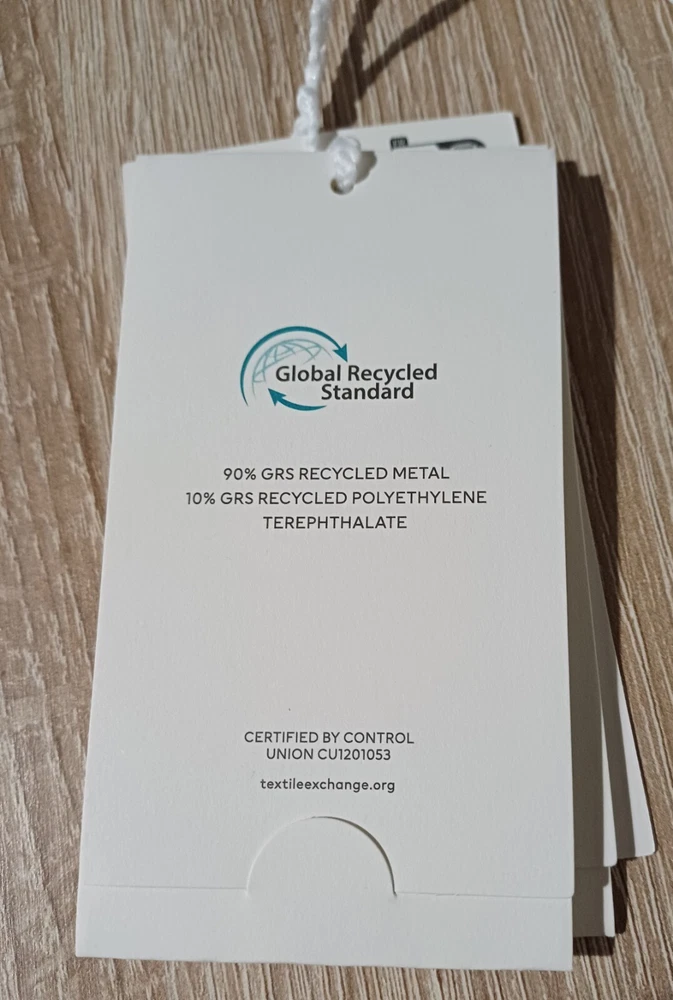 Global Recycled
Standard
90% GRS RECYCLED METAL
10% GRS RECYCLED POLYETHYLENE
TEREPHTHALATE
CERTIFIED BY CONTROL
UNION CU1201053
textileexchange.org